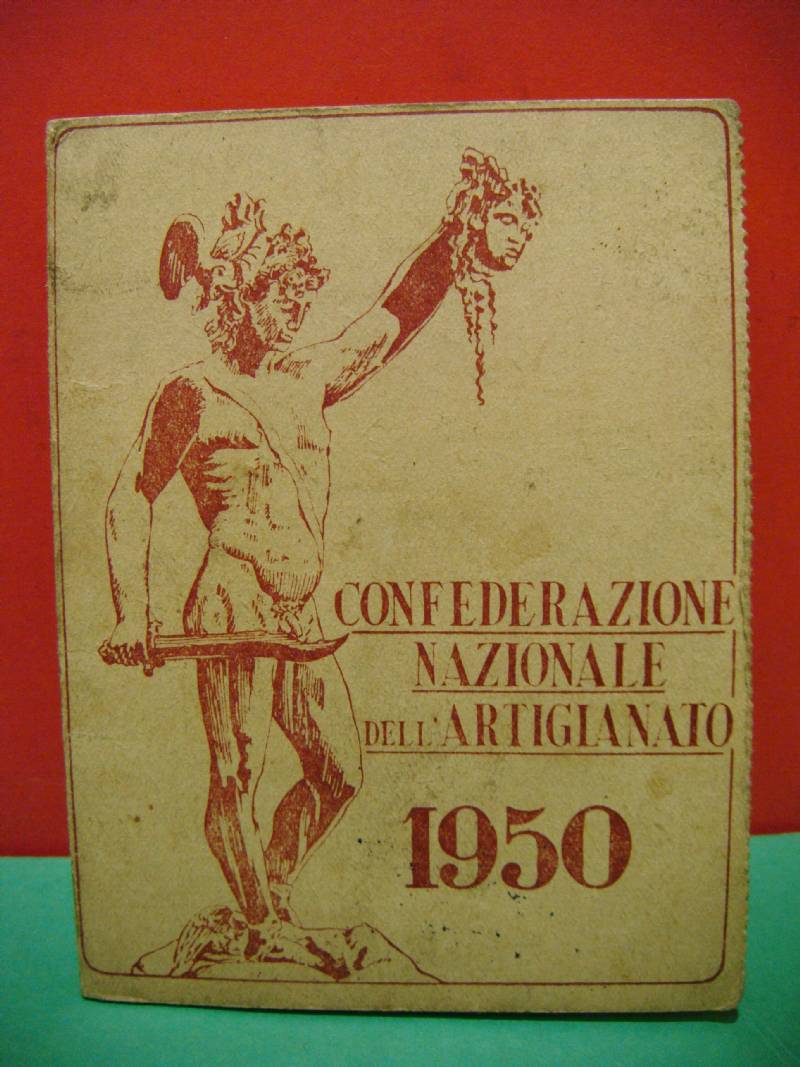 CONFEDERAZIONE
NAZIONALE
DELL'ARTIGIANATO
1950